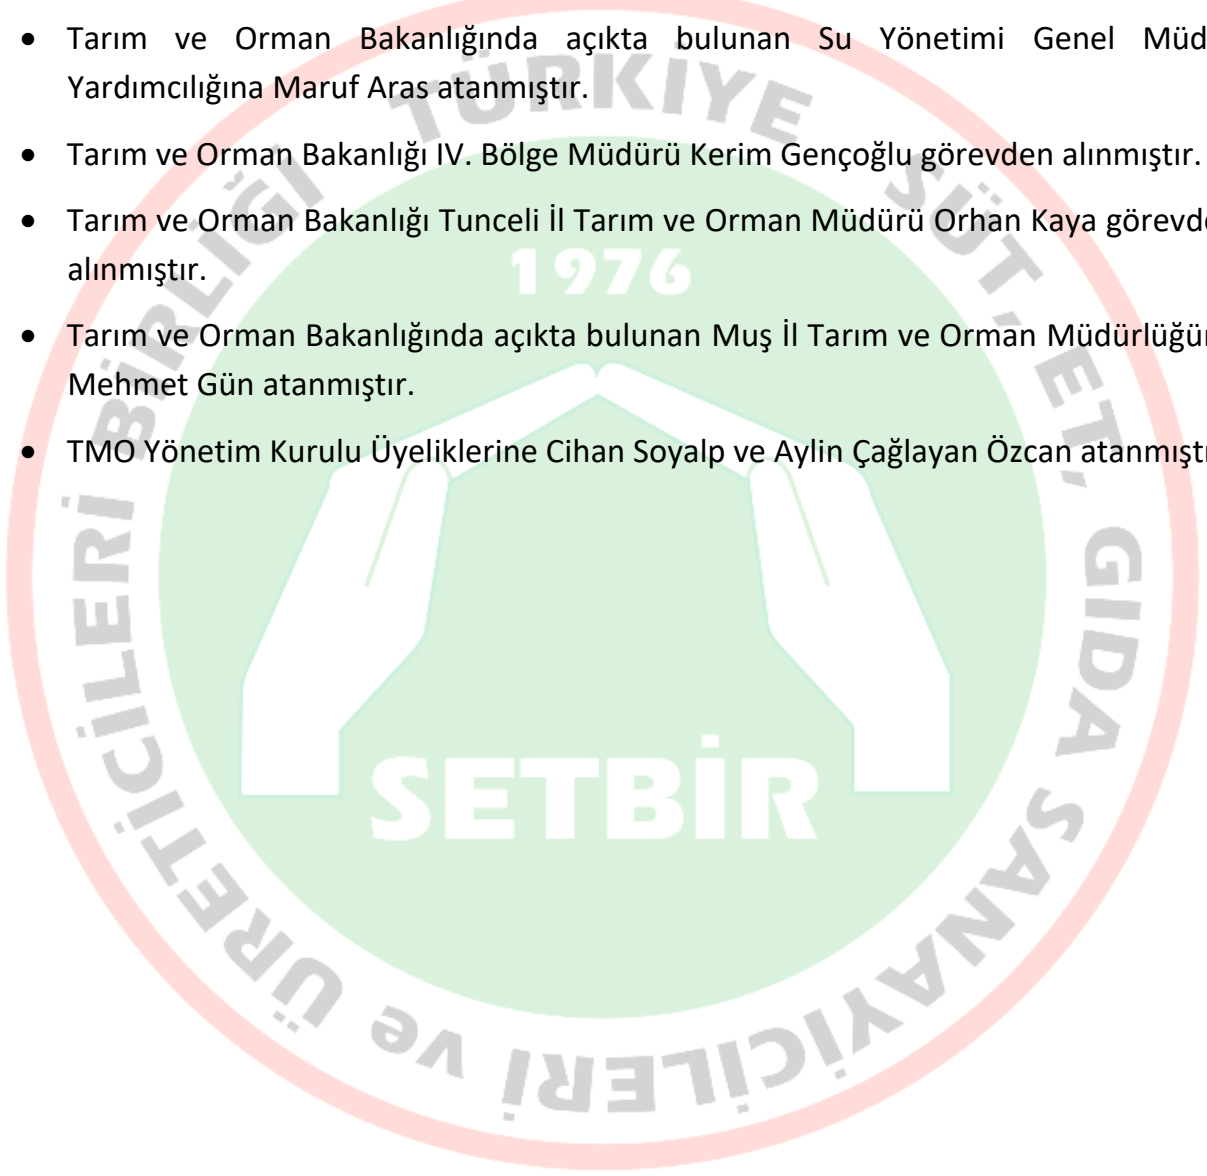 • Tarım ve Orman Bakanlığında açıkta bulunan Su Yönetimi Genel Müd
Yardımcılığına Maruf Aras atanmıştır.
• Tarım ve Orman Bakanlığı IV. Bölge Müdürü Kerim Gençoğlu görevden alınmıştır.
• Tarım ve Orman Bakanlığı Tunceli İl Tarım ve Orman Müdürü Orhan Kaya görevd
alınmıştır.
• Tarım ve Orman Bakanlığında açıkta bulunan Muş İl Tarım ve Orman Müdürlüğü
Mehmet Gün atanmıştır.
• TMO Yönetim Kurulu Üyeliklerine Cihan Soyalp ve Aylin Çağlayan Özcan atanmışt
TÜRKİYE SÜT, ET, GIDA SANAYİCİLERİ ve ÜRETİCİLERİ BİRLİĞİ
1976
SETBİR